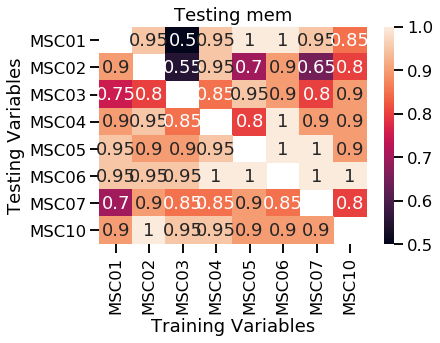 Testing mem
Testing Variables
MSC01 0.95 0.5 0.95 1 1 0.95 0.85
MSC02 0.9 0.55 0.95 0.7 0.9 0.65 0.8
MSC03 0.75 0.8 0.85 0.95 0.9 0.8 0.9
MSC04 0.9 0.95 0.85 0.8 1 0.9 0.9
MSC05 0.95 0.9 0.9 0.95 1 1 0.9
MSC06 0.95 0.95 0.95 1 1 1 1
MSC07 0.7 0.9 0.85 0.85 0.9 0.85 0.8
MSC10 0.9 1 0.95 0.95 0.9 0.9 0.9
MSC01 MSC02 MSC03 MSC04 MSC05 MSC06 MSC07 MSC10
Training Variables
1.0
0.9
0.8
0.7
0.6
0.5